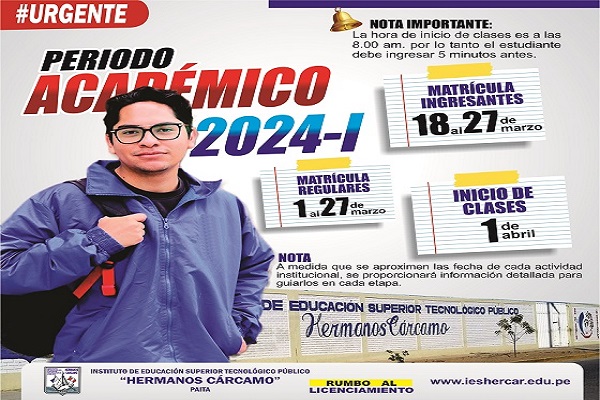 #URGENTE
NOTA IMPORTANTE:
La hora de inicio de clases es a las
8.00 am. por lo tanto el estudiante
debe ingresar 5 minutos antes.
PERIODO
ACADÉMICO
2024-I
MATRÍCULA
INGRESANTES
18 al 27 de marzo
MATRÍCULA
REGULARES
1 al 27 de marzo
INICIO DE
CLASES
1 de abril
NOTA
A medida que se aproximen las fecha de cada actividad
institucional, se proporcionará información detallada para
guiarlos en cada etapa.
DE EDUCACIÓN SUPERIOR TECNOLÓGICO PÚBLICO
Hermanos Cárcamo
INSTITUTO DE EDUCACIÓN SUPERIOR TECNOLÓGICO PÚBLICO
"HERMANOS CÁRCAMO"
PAITA
RUMBO AL
LICENCIAMIENTO
www.ieshercar.edu.pe